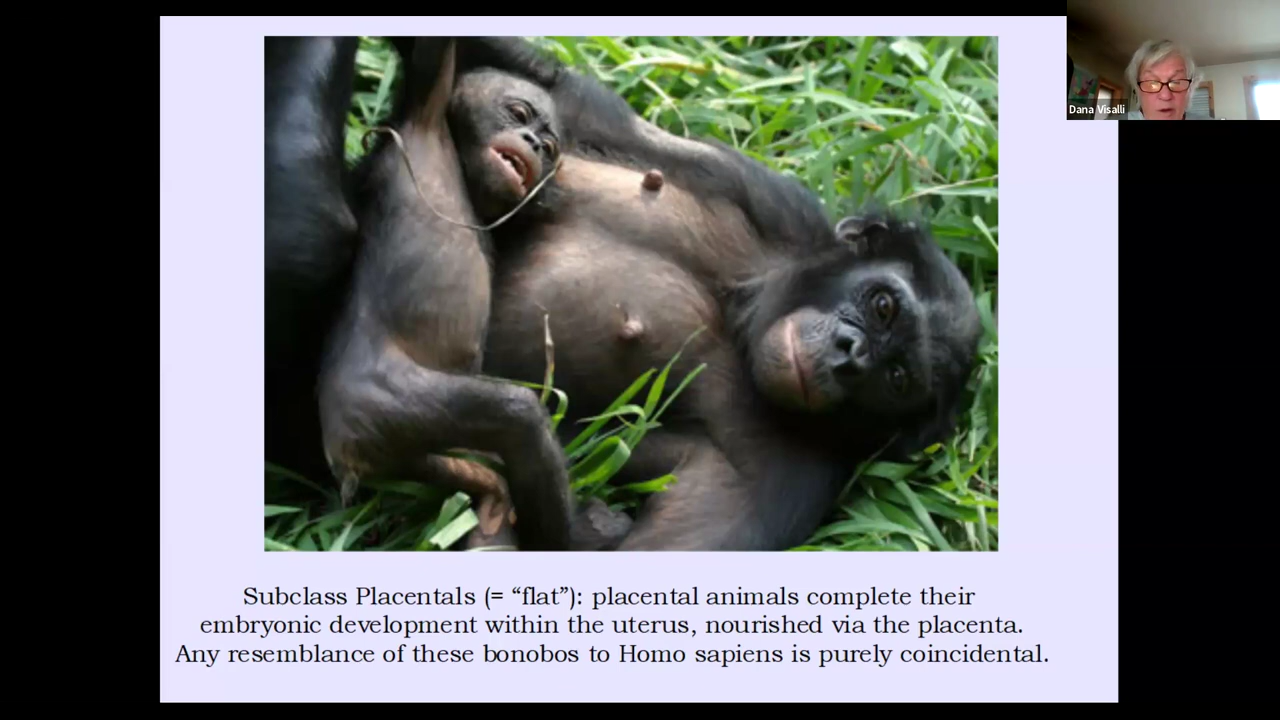 Dana Visalli
Subclass Placentals (= “flat”): placental animals complete their
embryonic development within the uterus, nourished via the placenta.
Any resemblance of these bonobos to Homo sapiens is purely coincidental.